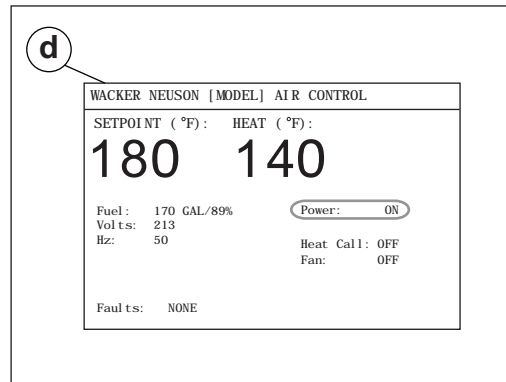 d
WACKER NEUSON [MODEL] AIR CONTROL
SETPOINT (°F): HEAT (°F):
180 140
Fuel: 170 GAL/89% Power: ON
Volts: 213
Hz: 50 Heat Call: OFF
Fan: OFF
Faults: NONE